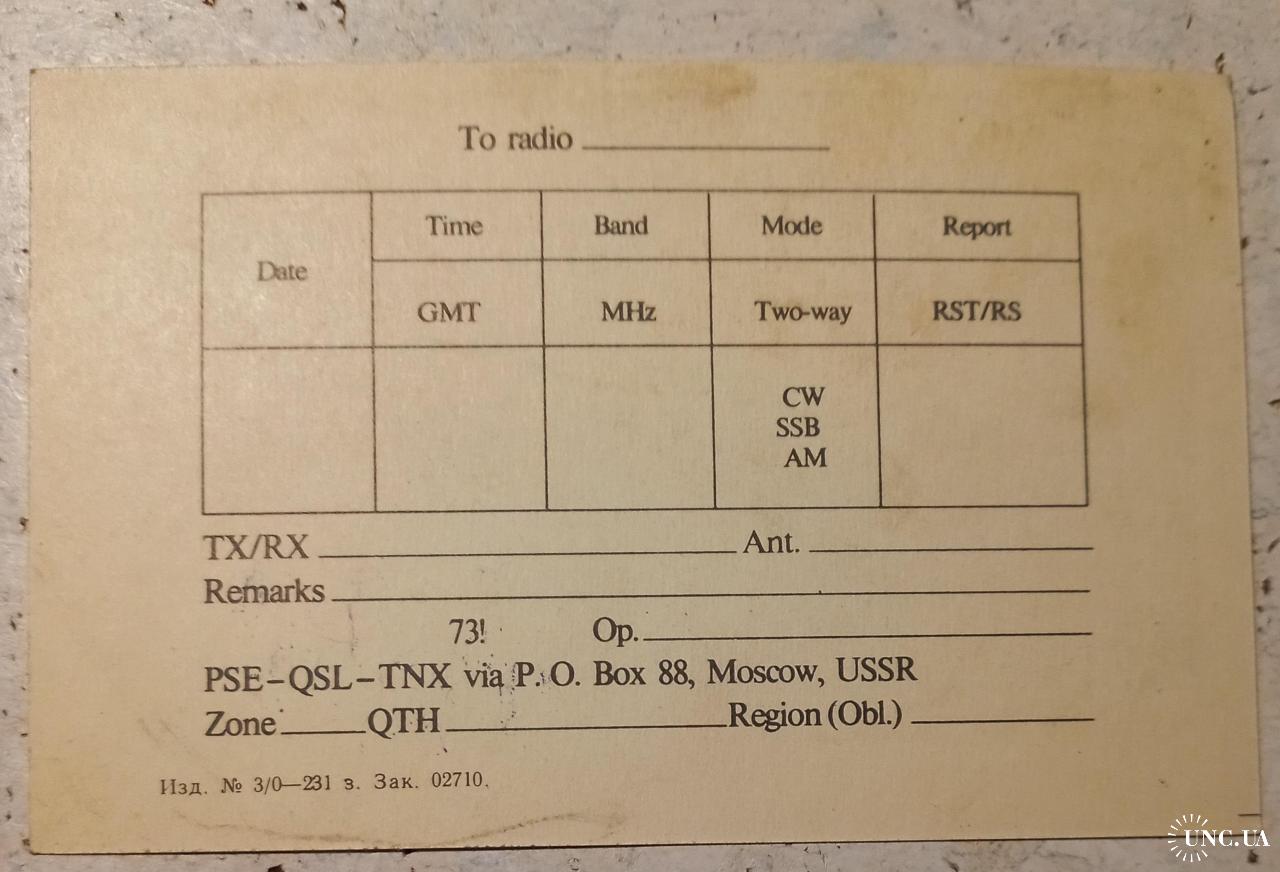 To radio
Date Time Band Mode Report
GMT MHz Two-way RST/RS
CW
SSB
AM
TX/RX Ant.
Remarks
73! Op.
PSE–QSL–TNX via P. O. Box 88, Moscow, USSR
Zone QTH Region (Obl.)
Изд. № 3/0—231 з. Зак. 02710.
UNC.UA